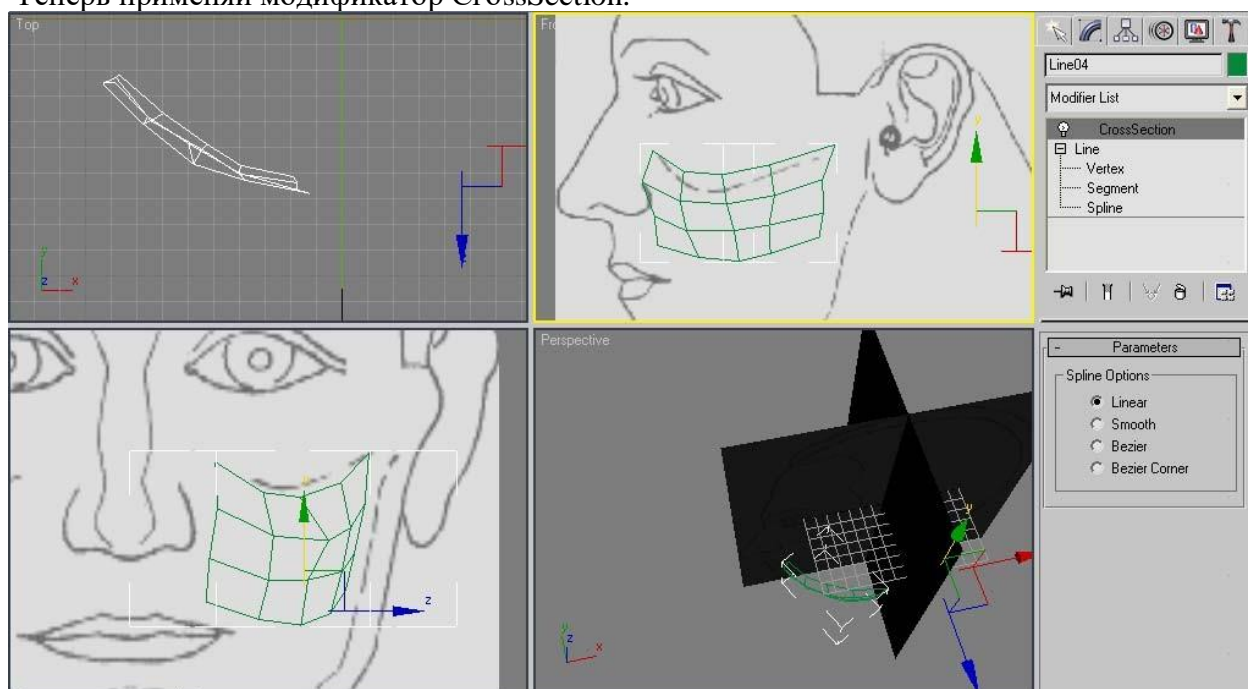 Теперь применяй модификатор CrossSection.
Top
Line04
Modifier List
CrossSection
Line
Vertex
Segment
Spline
Perspective
Parameters
Spline Options
Linear
Smooth
Bezier
Bezier Corner
y
z
x
y
z
y
z
x
y